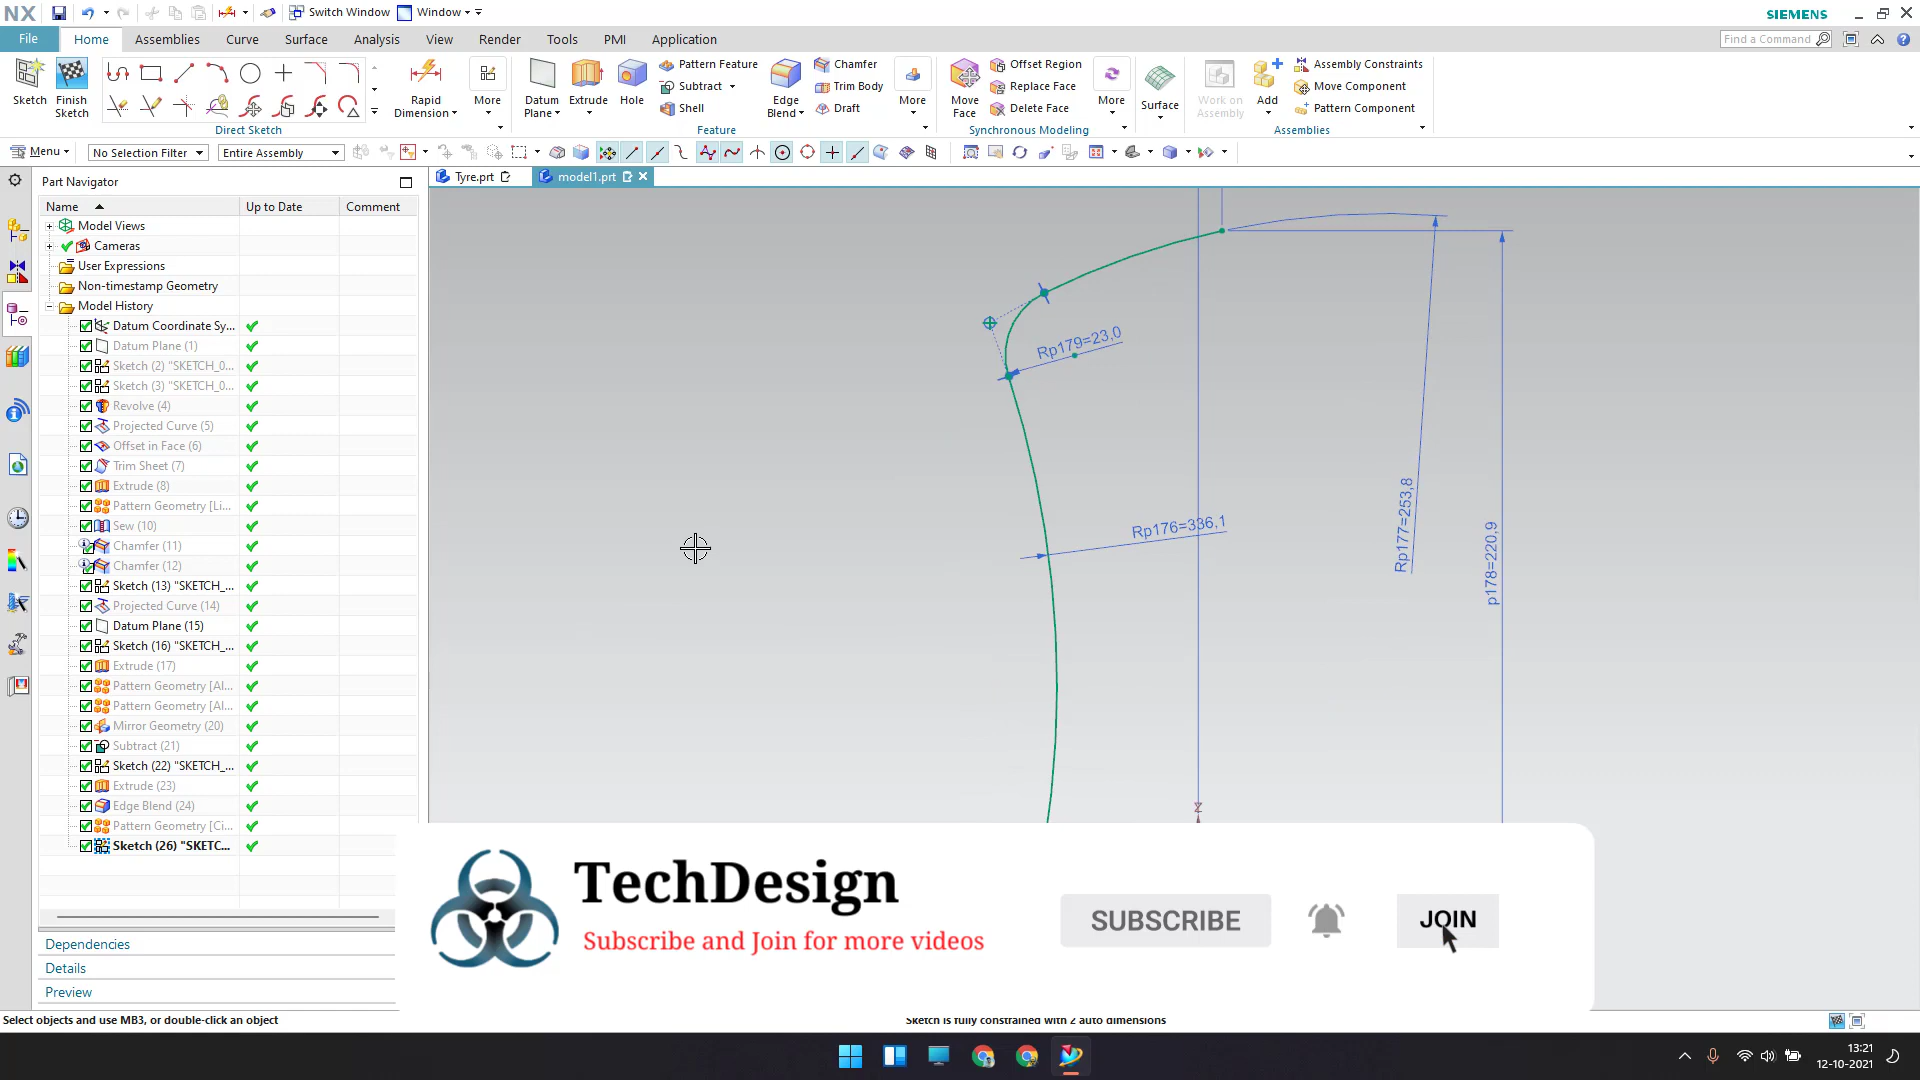 NX
Switch Window
Window
SIEMENS
File
Home
Assemblies
Curve
Surface
Analysis
View
Render
Tools
PMI
Application
Find a Command
Sketch
Finish Sketch
Rapid Dimension
More
Direct Sketch
Datum Plane
Extrude
Hole
Pattern Feature
Subtract
Shell
Edge Blend
Chamfer
Trim Body
Draft
More
Feature
Move Face
Offset Region
Replace Face
Delete Face
More
Synchronous Modeling
Surface
Work on Assembly
Add
Assembly Constraints
Move Component
Pattern Component
Assemblies
Menu
No Selection Filter
Entire Assembly
Part Navigator
Tyre.prt
model1.prt
Name
Up to Date
Comment
Model Views
Cameras
User Expressions
Non-timestamp Geometry
Model History
Datum Coordinate Sy...
Datum Plane (1)
Sketch (2) "SKETCH_0...
Sketch (3) "SKETCH_0...
Revolve (4)
Projected Curve (5)
Offset in Face (6)
Trim Sheet (7)
Extrude (8)
Pattern Geometry [Li...
Sew (10)
Chamfer (11)
Chamfer (12)
Sketch (13) "SKETCH_...
Projected Curve (14)
Datum Plane (15)
Sketch (16) "SKETCH_...
Extrude (17)
Pattern Geometry [Al...
Pattern Geometry [Al...
Mirror Geometry (20)
Subtract (21)
Sketch (22) "SKETCH_...
Extrude (23)
Edge Blend (24)
Pattern Geometry [Ci...
Sketch (26) "SKETC...
Dependencies
Details
Preview
Rp179=23,0
Rp176=336,1
Rp177=253,8
p178=220,9
Z
TechDesign
Subscribe and Join for more videos
SUBSCRIBE
JOIN
Select objects and use MB3, or double-click an object
Sketch is fully constrained with 2 auto dimensions
13:21
12-10-2021